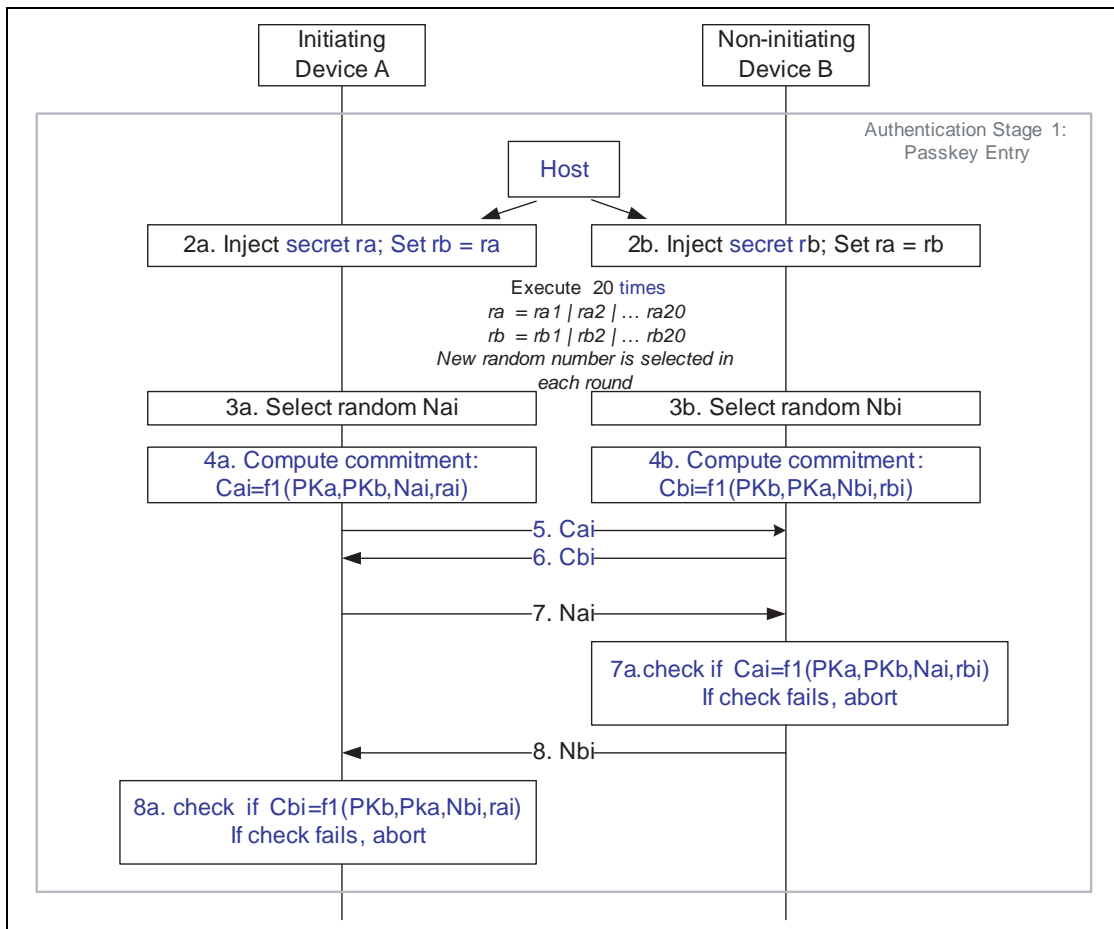 Initiating
Device A
Non-initiating
Device B
Authentication Stage 1:
Passkey Entry
Host
2a. Inject secret ra; Set rb = ra
2b. Inject secret rb; Set ra = rb
Execute 20 times
ra = ra1 | ra2 | … ra20
rb = rb1 | rb2 | … rb20
New random number is selected in
each round
3a. Select random Nai
3b. Select random Nbi
4a. Compute commitment:
Cai=f1(PKa,PKb,Nai,rai)
4b. Compute commitment:
Cbi=f1(PKb,PKa,Nbi,rbi)
5. Cai
6. Cbi
7. Nai
7a.check if Cai=f1(PKa,PKb,Nai,rbi)
If check fails, abort
8. Nbi
8a. check if Cbi=f1(PKb,Pka,Nbi,rai)
If check fails, abort